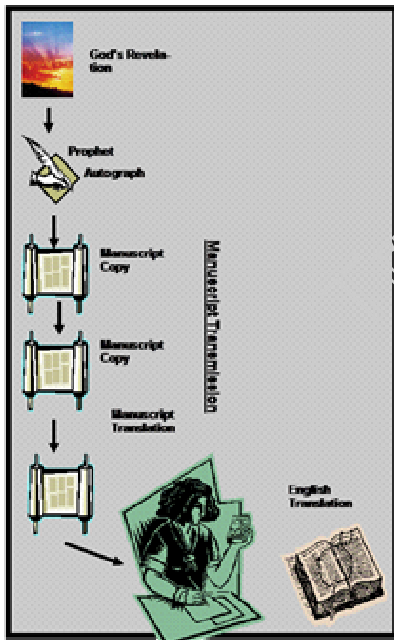 God's Revela-
tion
Prophet
Autograph
Manuscript
Copy
Manuscript Transmission
Manuscript
Copy
Manuscript
Translation
English
Translation